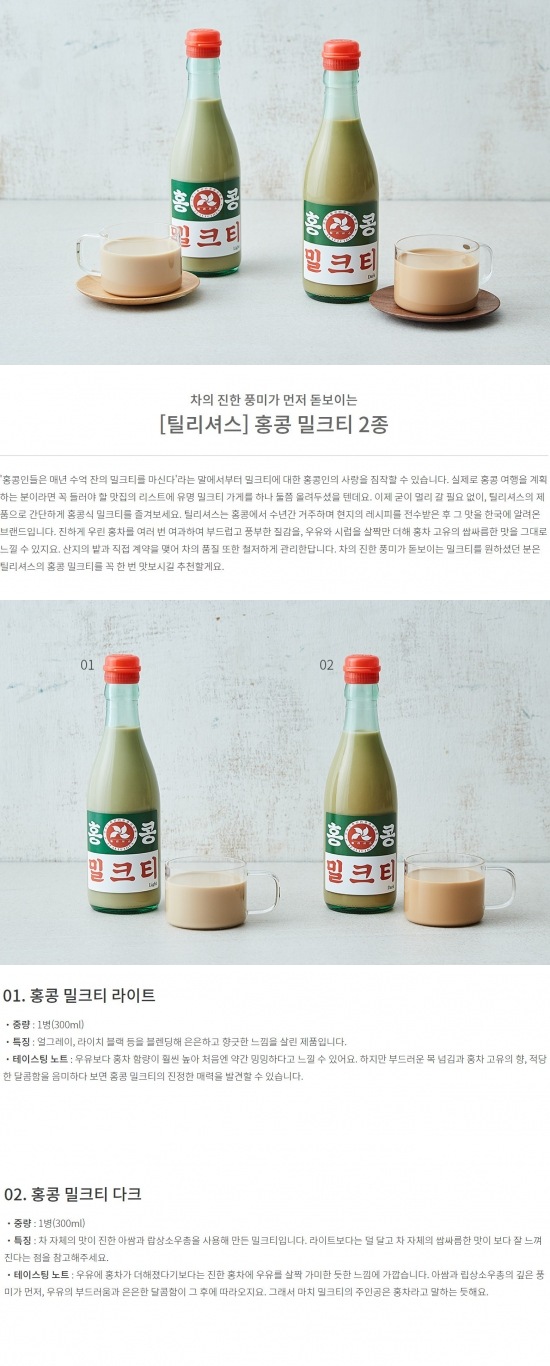 홍 콩
밀크티
Light
홍 콩
밀크티
Dark
차의 진한 풍미가 먼저 돋보이는
[틸리셔스] 홍콩 밀크티 2종
'홍콩인들은 매년 수억 잔의 밀크티를 마신다'라는 말에서부터 밀크티에 대한 홍콩인의 사랑을 짐작할 수 있습니다. 실제로 홍콩 여행을 계획
하는 분이라면 꼭 들러야 할 맛집의 리스트에 유명 밀크티 가게를 하나 둘쯤 올려두셨을 텐데요. 이제 굳이 멀리 갈 필요 없이, 틸리셔스의 제
품으로 간단하게 홍콩식 밀크티를 즐겨보세요. 틸리셔스는 홍콩에서 수년간 거주하며 현지의 레시피를 전수받은 후 그 맛을 한국에 알려온
브랜드입니다. 진하게 우린 홍차를 여러 번 여과하여 부드럽고 풍부한 질감을, 우유와 시럽을 살짝만 더해 홍차 고유의 쌉싸름한 맛을 그대로
느낄 수 있지요. 산지의 밭과 직접 계약을 맺어 차의 품질 또한 철저하게 관리한답니다. 차의 진한 풍미가 돋보이는 밀크티를 원하셨던 분은
틸리셔스의 홍콩 밀크티를 꼭 한 번 맛보시길 추천할게요.
01
02
홍 콩
밀크티
Light
홍 콩
밀크티
Dark
01. 홍콩 밀크티 라이트
• 중량 : 1병(300ml)
• 특징 : 얼그레이, 라이치 블랙 등을 블렌딩해 은은하고 향긋한 느낌을 살린 제품입니다.
• 테이스팅 노트 : 우유보다 홍차 함량이 훨씬 높아 처음엔 약간 밍밍하다고 느낄 수 있어요. 하지만 부드러운 목 넘김과 홍차 고유의 향, 적당
한 달콤함을 음미하다 보면 홍콩 밀크티의 진정한 매력을 발견할 수 있습니다.
02. 홍콩 밀크티 다크
• 중량 : 1병(300ml)
• 특징 : 차 자체의 맛이 진한 아쌈과 랍상소우총을 사용해 만든 밀크티입니다. 라이트보다는 덜 달고 차 자체의 쌉싸름한 맛이 보다 잘 느껴
진다는 점을 참고해주세요.
• 테이스팅 노트 : 우유에 홍차가 더해졌다기보다는 진한 홍차에 우유를 살짝 가미한 듯한 느낌에 가깝습니다. 아쌈과 립상소우의 깊은 풍
미가 먼저, 우유의 부드러움과 은은한 달콤함이 그 후에 따라오지요. 그래서 마치 밀크티의 주인공은 홍차라고 말하는 듯해요.